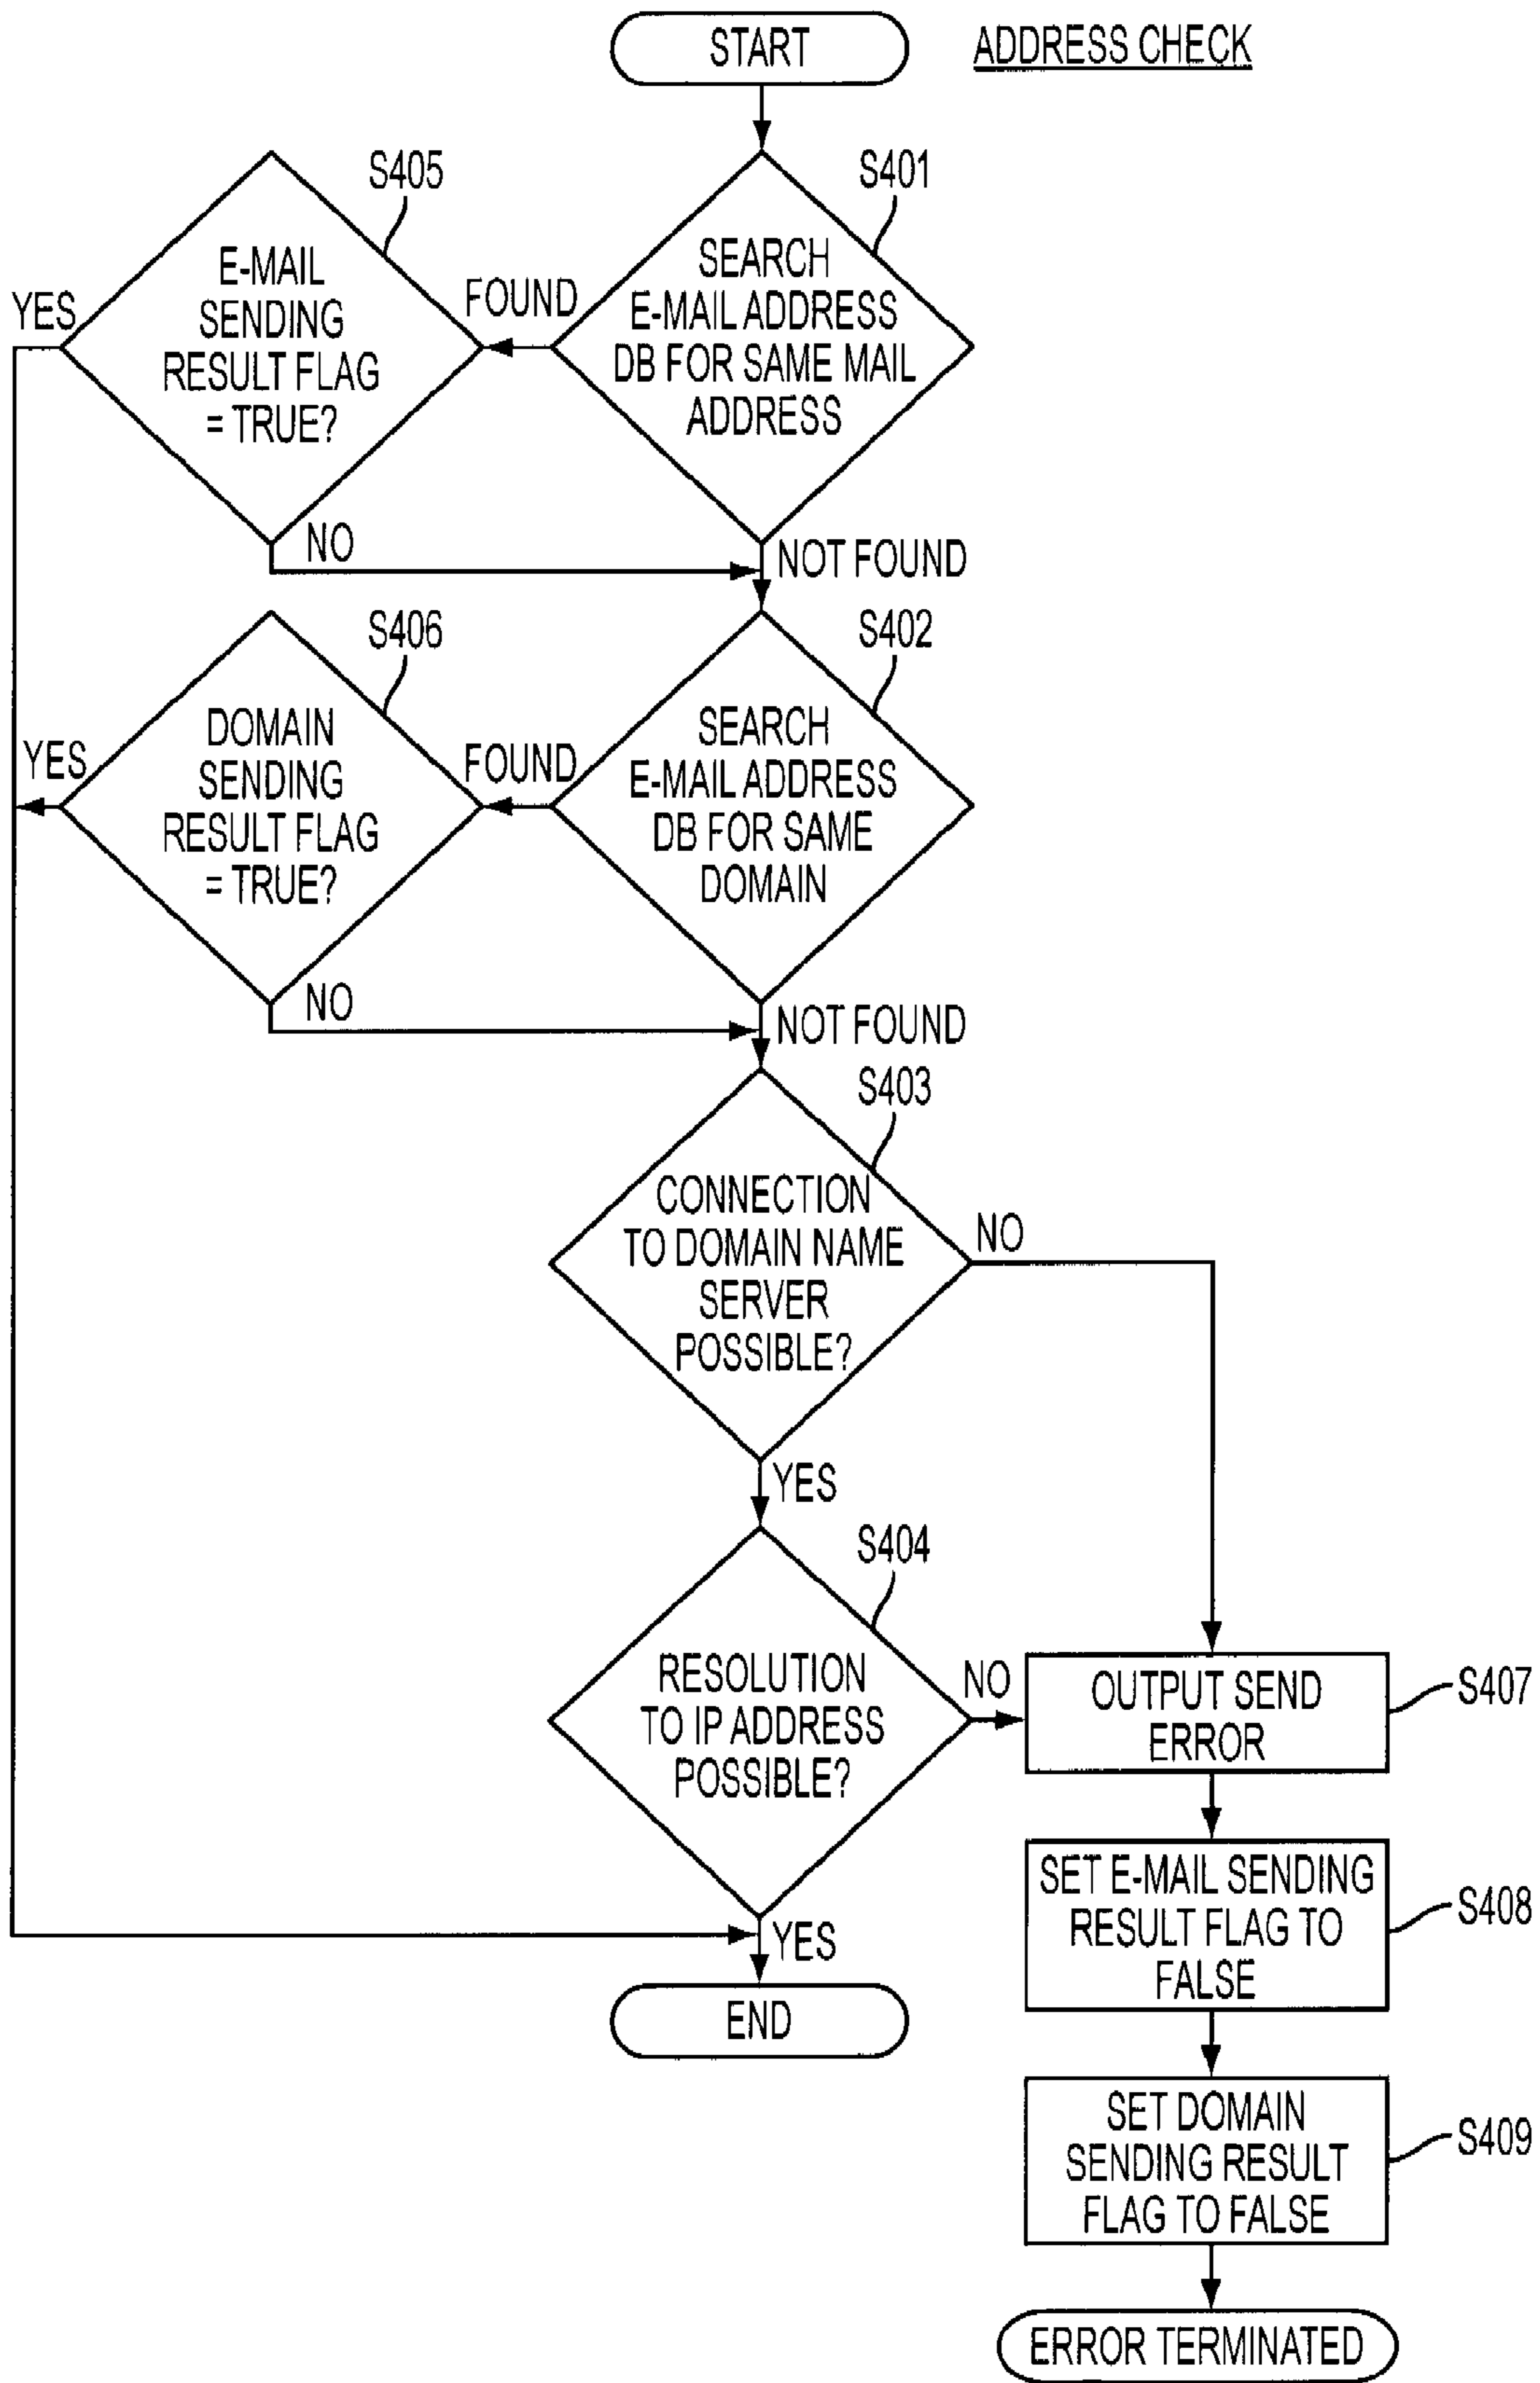 START
ADDRESS CHECK
S405
S401
E-MAIL
SENDING
RESULT FLAG
= TRUE?
SEARCH
E-MAIL ADDRESS
DB FOR SAME MAIL
ADDRESS
YES
FOUND
NO
NOT FOUND
S406
S402
DOMAIN
SENDING
RESULT FLAG
= TRUE?
SEARCH
E-MAIL ADDRESS
DB FOR SAME
DOMAIN
YES
FOUND
NO
NOT FOUND
S403
CONNECTION
TO DOMAIN NAME
SERVER
POSSIBLE?
NO
YES
S404
RESOLUTION
TO IP ADDRESS
POSSIBLE?
NO
OUTPUT SEND
ERROR
S407
SET E-MAIL SENDING
RESULT FLAG TO
FALSE
S408
YES
END
SET DOMAIN
SENDING RESULT
FLAG TO FALSE
S409
ERROR TERMINATED